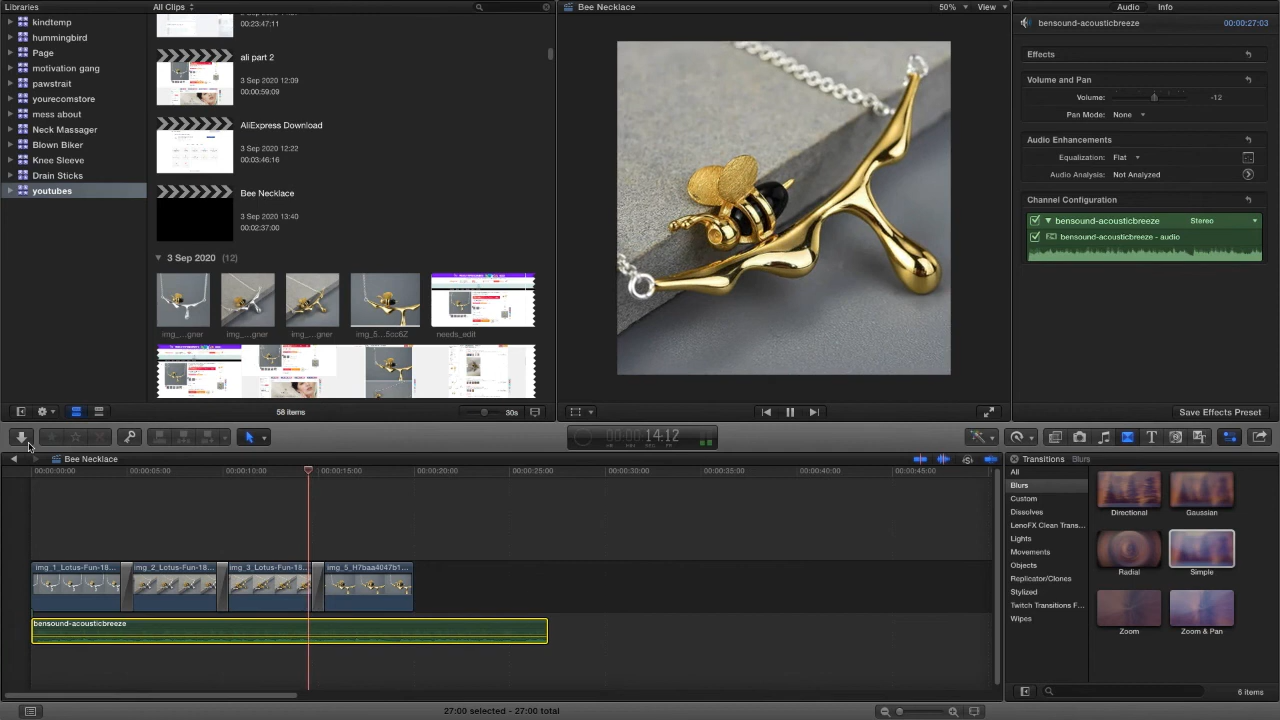 Libraries
kindtemp
hummingbird
Page
motivation gang
pawstrait
yourecomstore
mess about
Neck Massager
Blown Biker
Knee Sleeve
Drain Sticks
youtubes
All Clips
00:23:47:11
ali part 2
3 Sep 2020 12:09
00:00:59:09
AliExpress Download
3 Sep 2020 12:22
00:03:46:16
Bee Necklace
3 Sep 2020 13:40
00:02:37:00
3 Sep 2020 (12)
img_...gner
img_...gner
img_...gner
img_5...5cc6Z
needs_edit
58 items
30s
Bee Necklace
50%
View
Audio
Info
bensound-acousticbreeze
00:00:27:03
Effects
Volume and Pan
Volume:
-12
Pan Mode: None
Audio Enhancements
Equalization: Flat
Audio Analysis: Not Analyzed
Channel Configuration
bensound-acousticbreeze Stereo
bensound-acousticbreeze - audio
Save Effects Preset
00:00:14:12
Bee Necklace
00:00:00:00
00:00:05:00
00:00:10:00
00:00:15:00
00:00:20:00
00:00:25:00
00:00:30:00
00:00:35:00
00:00:40:00
00:00:45:00
img_1_Lotus-Fun-18...
img_2_Lotus-Fun-18...
img_3_Lotus-Fun-18...
img_5_H7baa4047b1...
bensound-acousticbreeze
27:00 selected - 27:00 total
Transitions Blurs
All
Blurs
Custom
Dissolves
LenoFX Clean Trans...
Lights
Movements
Objects
Replicator/Clones
Stylized
Twitch Transitions F...
Wipes
Directional
Gaussian
Radial
Simple
Zoom
Zoom & Pan
6 items